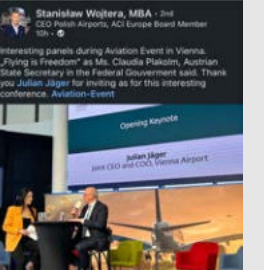 Stanisław Wojtera, MBA · 2nd
CEO Polish Airports, ACI Europe Board Member
10h ·
Interesting panels during Aviation Event in Vienna.
„Flying is Freedom" as Ms. Claudia Plakolm, Austrian
State Secretary in the Federal Gouverment said. Thank
you Julian Jäger for inviting as for this interesting
conference. Aviation-Event
Opening Keynote
Julian Jäger
Joint CEO and COO, Vienna Airport